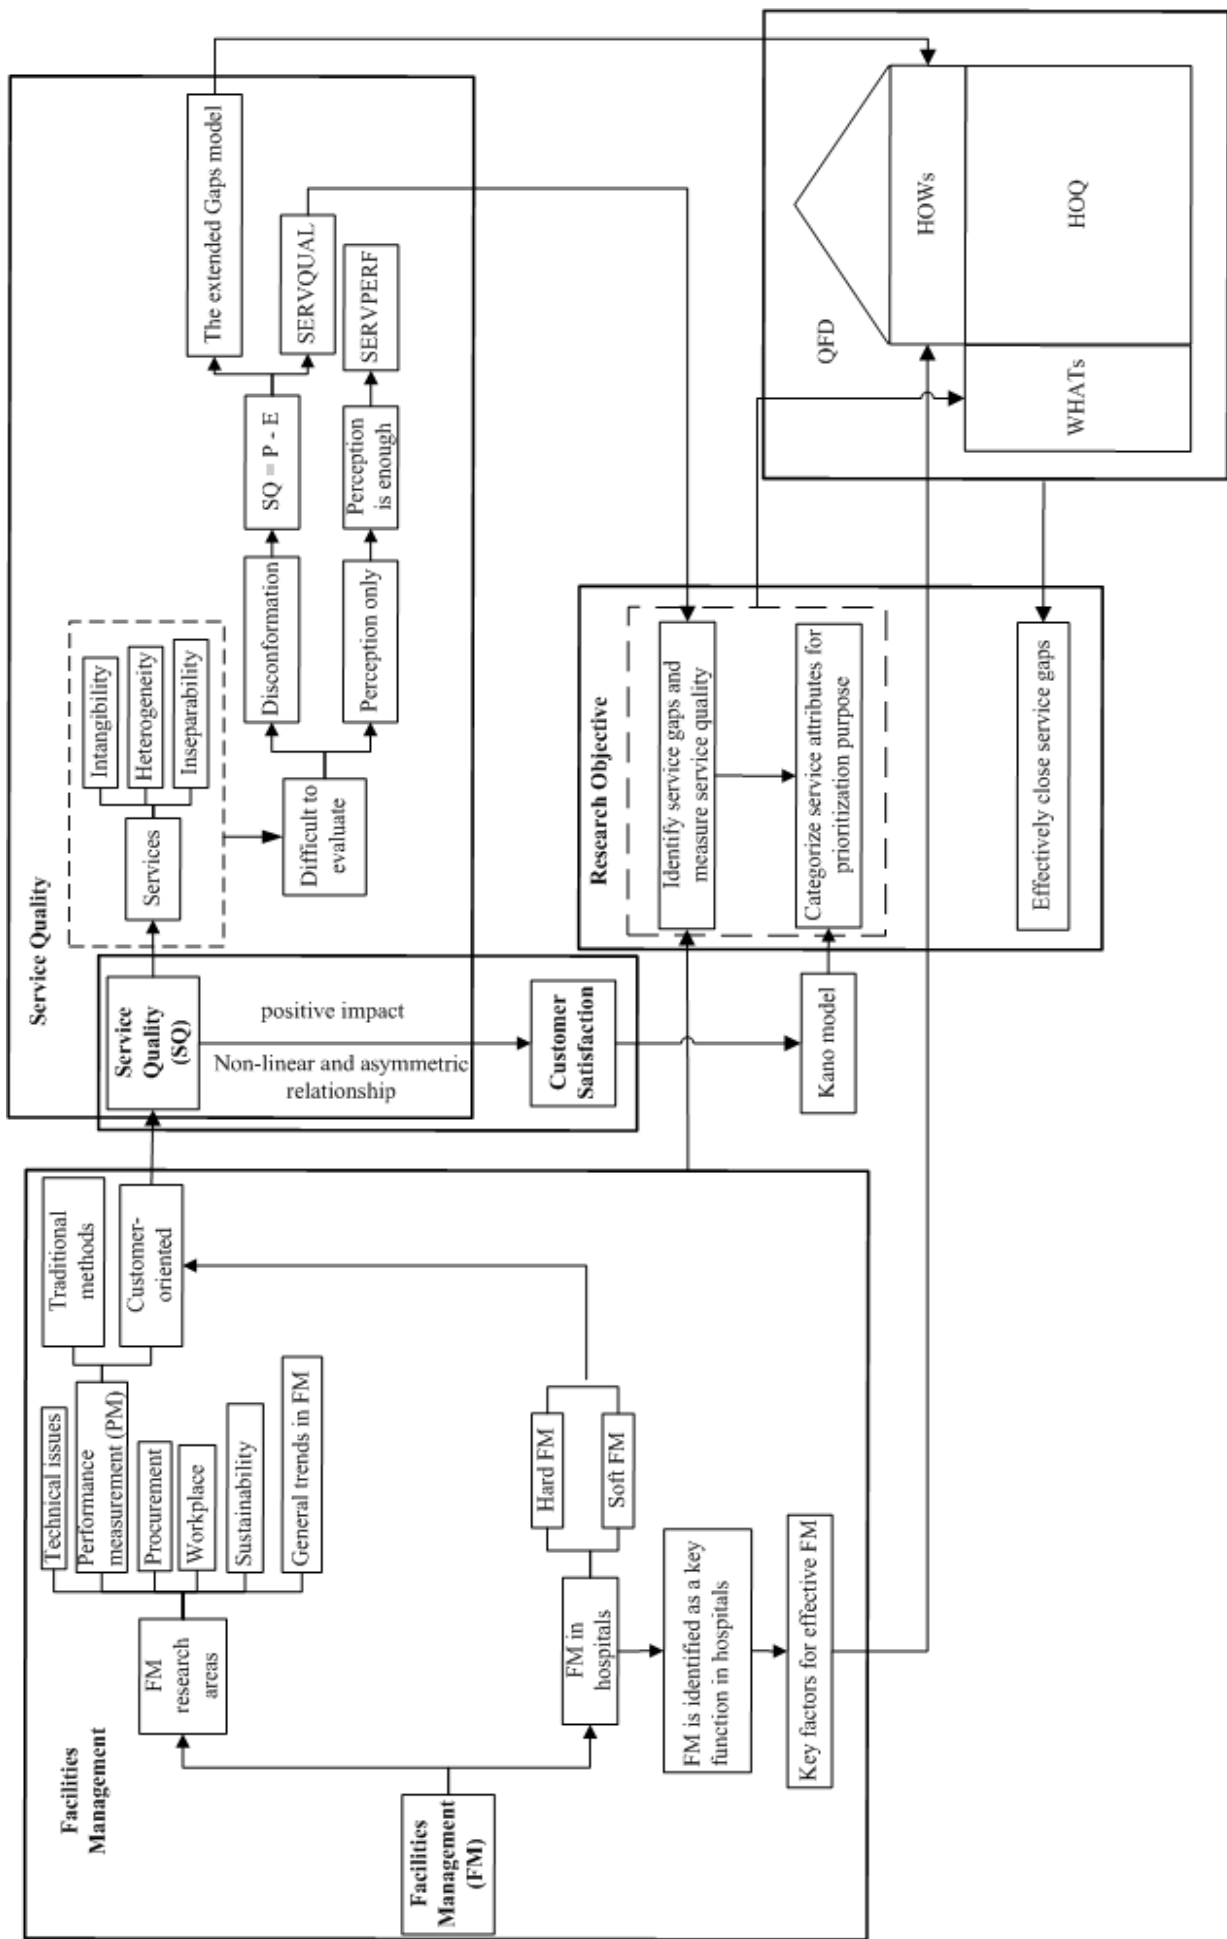 Facilities
Management
Facilities
Management
(FM)
FM
research
areas
Technical issues
Performance
measurement (PM)
Procurement
Workplace
Sustainability
General trends in FM
Traditional
methods
Customer-
oriented
FM in
hospitals
Hard FM
Soft FM
FM is identified as a key
function in hospitals
Key factors for effective FM
Service Quality
Service
Quality
(SQ)
positive impact
Non-linear and asymmetric
relationship
Customer
Satisfaction
Services
Intangibility
Heterogeneity
Inseparability
Difficult to
evaluate
Disconformation
Perception only
SQ = P - E
Perception
is enough
The extended Gaps model
SERVQUAL
SERVPERF
Kano model
Research Objective
Identify service gaps and
measure service quality
Categorize service attributes for
prioritization purpose
Effectively close service gaps
QFD
HOWs
WHATs
HOQ